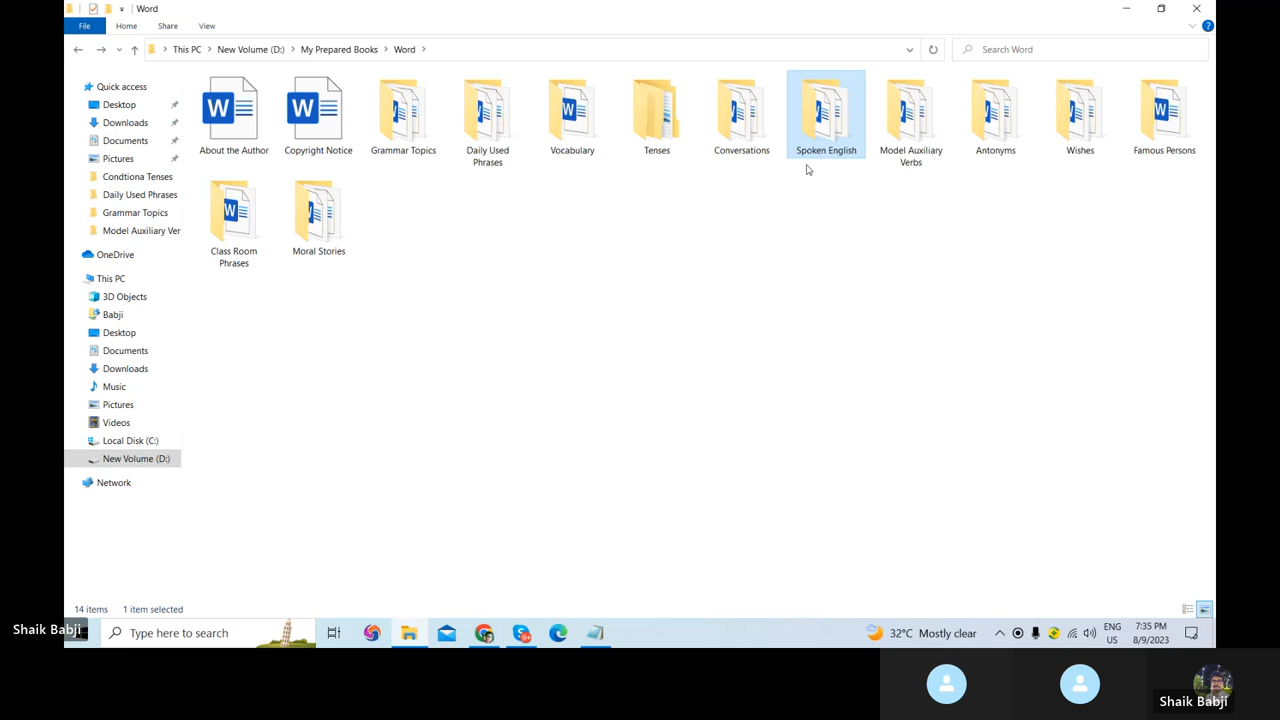 Word
File
Home
Share
View
This PC
New Volume (D:)
My Prepared Books
Word
Search Word
Quick access
Desktop
Downloads
Documents
Pictures
Condtiona Tenses
Daily Used Phrases
Grammar Topics
Model Auxiliary Ver
OneDrive
This PC
3D Objects
Babji
Desktop
Documents
Downloads
Music
Pictures
Videos
Local Disk (C:)
New Volume (D:)
Network
About the Author
Copyright Notice
Grammar Topics
Daily Used
Phrases
Vocabulary
Tenses
Conversations
Spoken English
Model Auxiliary
Verbs
Antonyms
Wishes
Famous Persons
Class Room
Phrases
Moral Stories
14 items
1 item selected
Shaik Babji
Type here to search
32°C Mostly clear
ENG
US
7:35 PM
8/9/2023
Shaik Babji